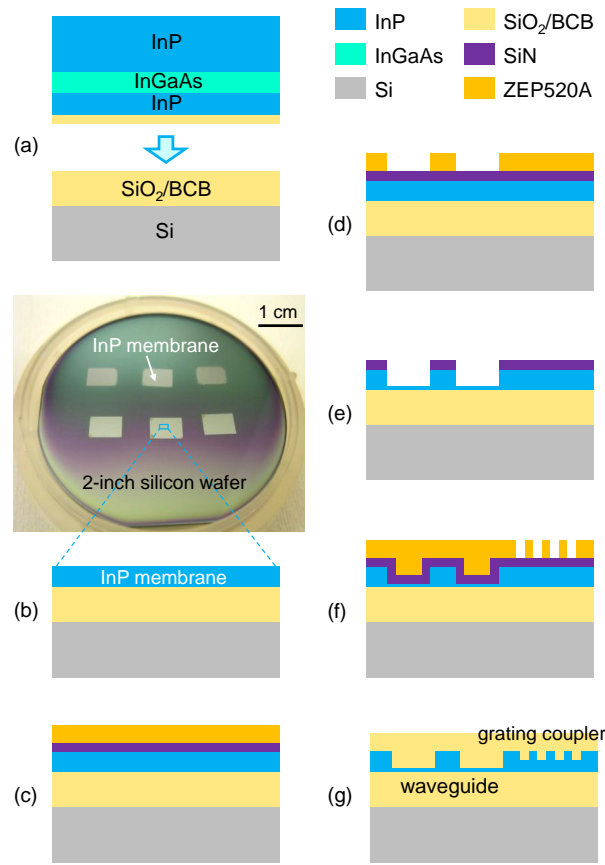 InP
InGaAs
InP
(a)
SiO₂/BCB
Si
InP
SiO₂/BCB
InGaAs
SiN
Si
ZEP520A
(d)
1 cm
InP membrane
2-inch silicon wafer
(e)
InP membrane
(b)
(f)
(c)
grating coupler
waveguide
(g)